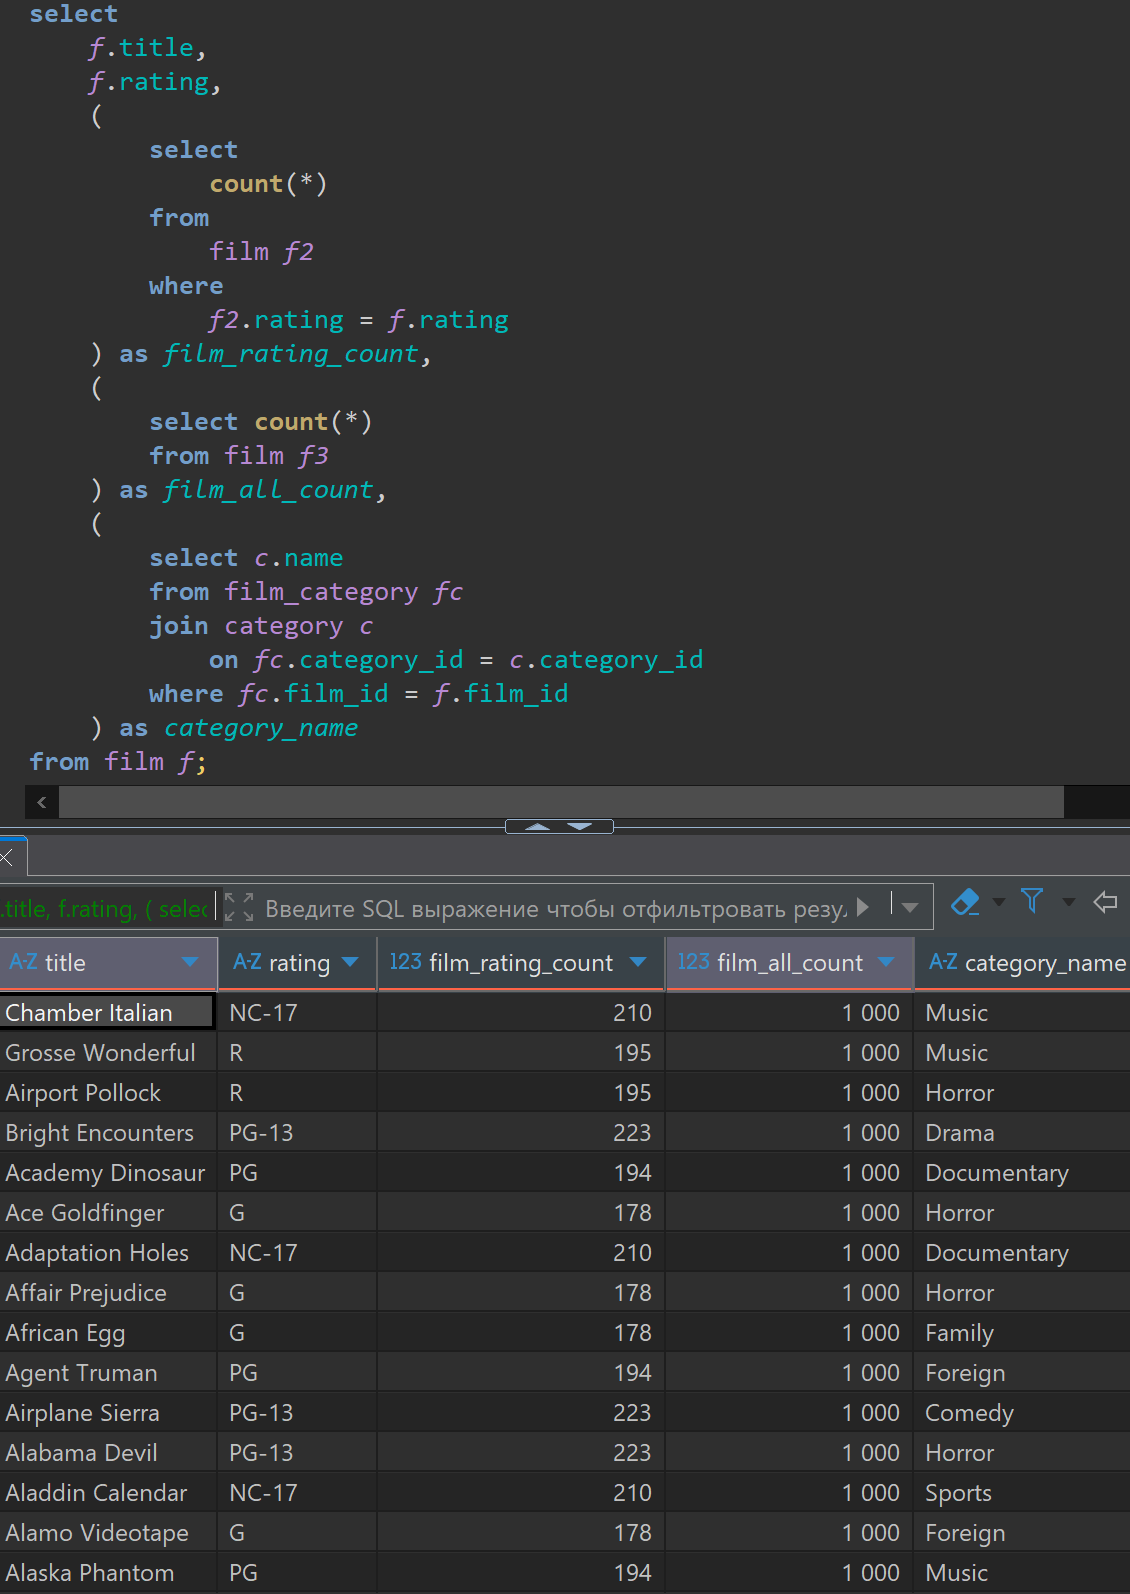 select
f.title,
f.rating,
(
select
count(*)
from
film f2
where
f2.rating = f.rating
) as film_rating_count,
(
select count(*)
from film f3
) as film_all_count,
(
select c.name
from film_category fc
join category c
on fc.category_id = c.category_id
where fc.film_id = f.film_id
) as category_name
from film f;
.title, f.rating, ( selec Введите SQL выражение чтобы отфильтровать резул
A-Z title A-Z rating 123 film_rating_count 123 film_all_count A-Z category_name
Chamber Italian NC-17 210 1 000 Music
Grosse Wonderful R 195 1 000 Music
Airport Pollock R 195 1 000 Horror
Bright Encounters PG-13 223 1 000 Drama
Academy Dinosaur PG 194 1 000 Documentary
Ace Goldfinger G 178 1 000 Horror
Adaptation Holes NC-17 210 1 000 Documentary
Affair Prejudice G 178 1 000 Horror
African Egg G 178 1 000 Family
Agent Truman PG 194 1 000 Foreign
Airplane Sierra PG-13 223 1 000 Comedy
Alabama Devil PG-13 223 1 000 Horror
Aladdin Calendar NC-17 210 1 000 Sports
Alamo Videotape G 178 1 000 Foreign
Alaska Phantom PG 194 1 000 Music